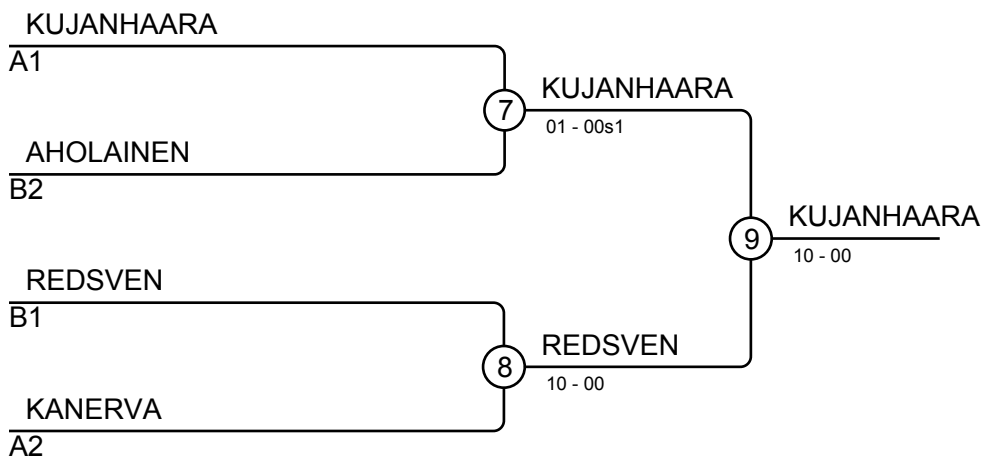 KUJANHAARA
A1
7
KUJANHAARA
01 - 00s1
AHOLAINEN
B2
9
KUJANHAARA
10 - 00
REDSVEN
B1
8
REDSVEN
10 - 00
KANERVA
A2